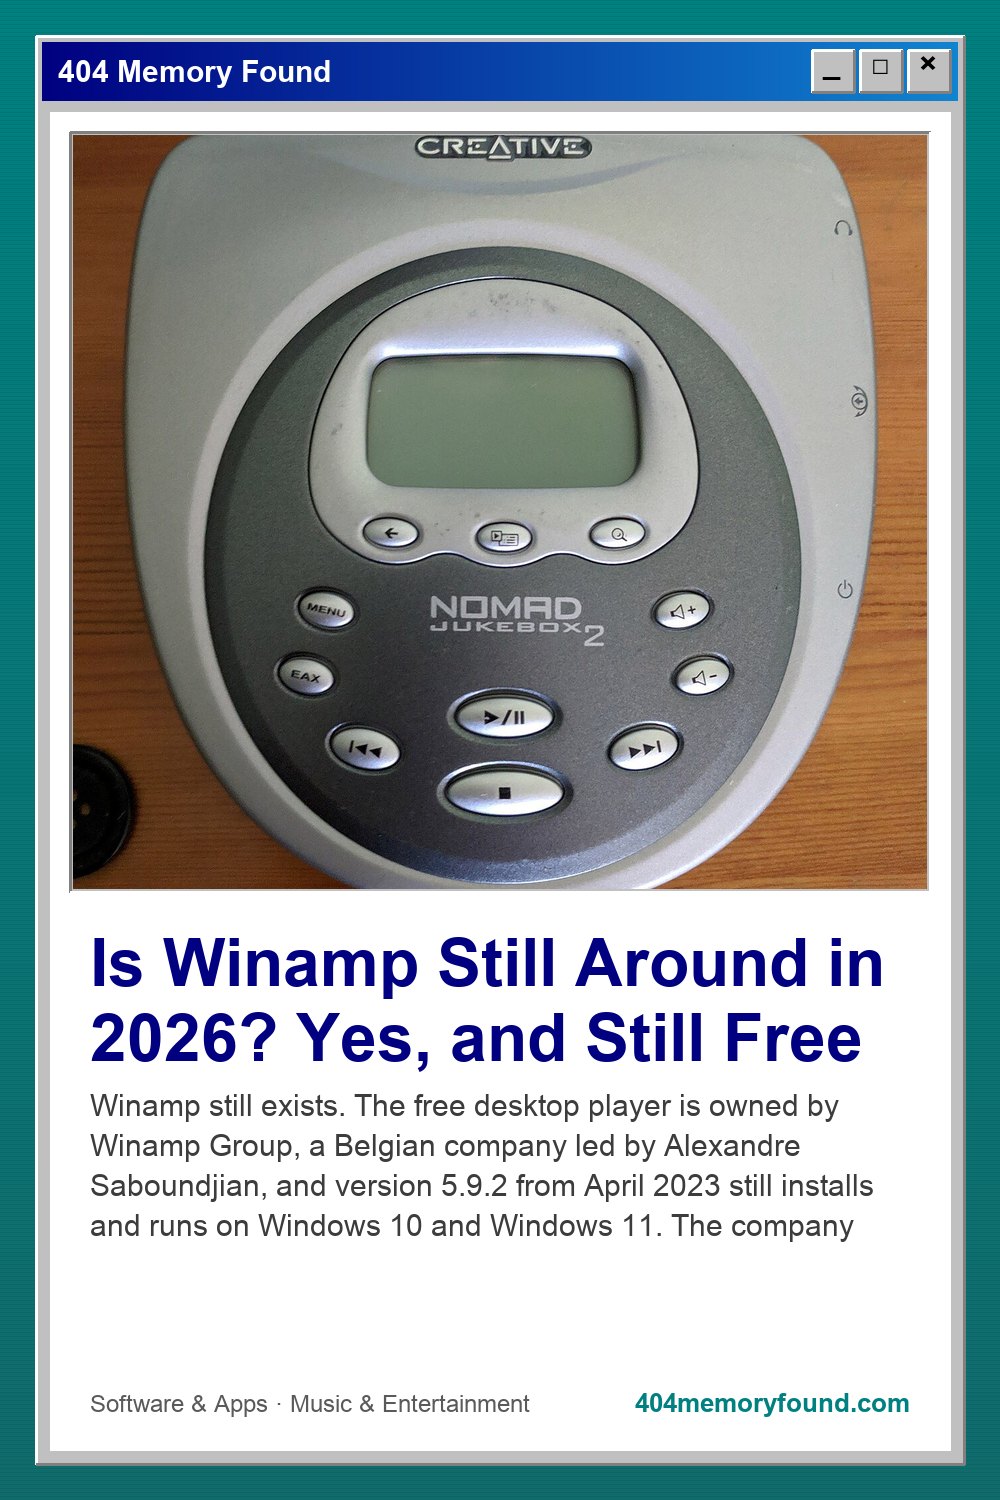 404 Memory Found
CREATIVE
MENU
NOMAD
JUKEBOX 2
EAX
Is Winamp Still Around in
2026? Yes, and Still Free
Winamp still exists. The free desktop player is owned by
Winamp Group, a Belgian company led by Alexandre
Saboundjian, and version 5.9.2 from April 2023 still installs
and runs on Windows 10 and Windows 11. The company
Software & Apps · Music & Entertainment
404memoryfound.com